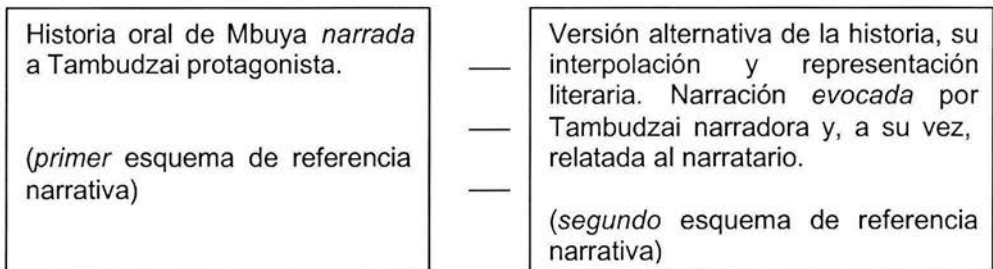 Historia oral de Mbuya narrada
a Tambudzai protagonista.
(primer esquema de referencia
narrativa)
Versión alternativa de la historia, su
interpolación y representación
literaria. Narración evocada por
Tambudzai narradora y, a su vez,
relatada al narratario.
(segundo esquema de referencia
narrativa)